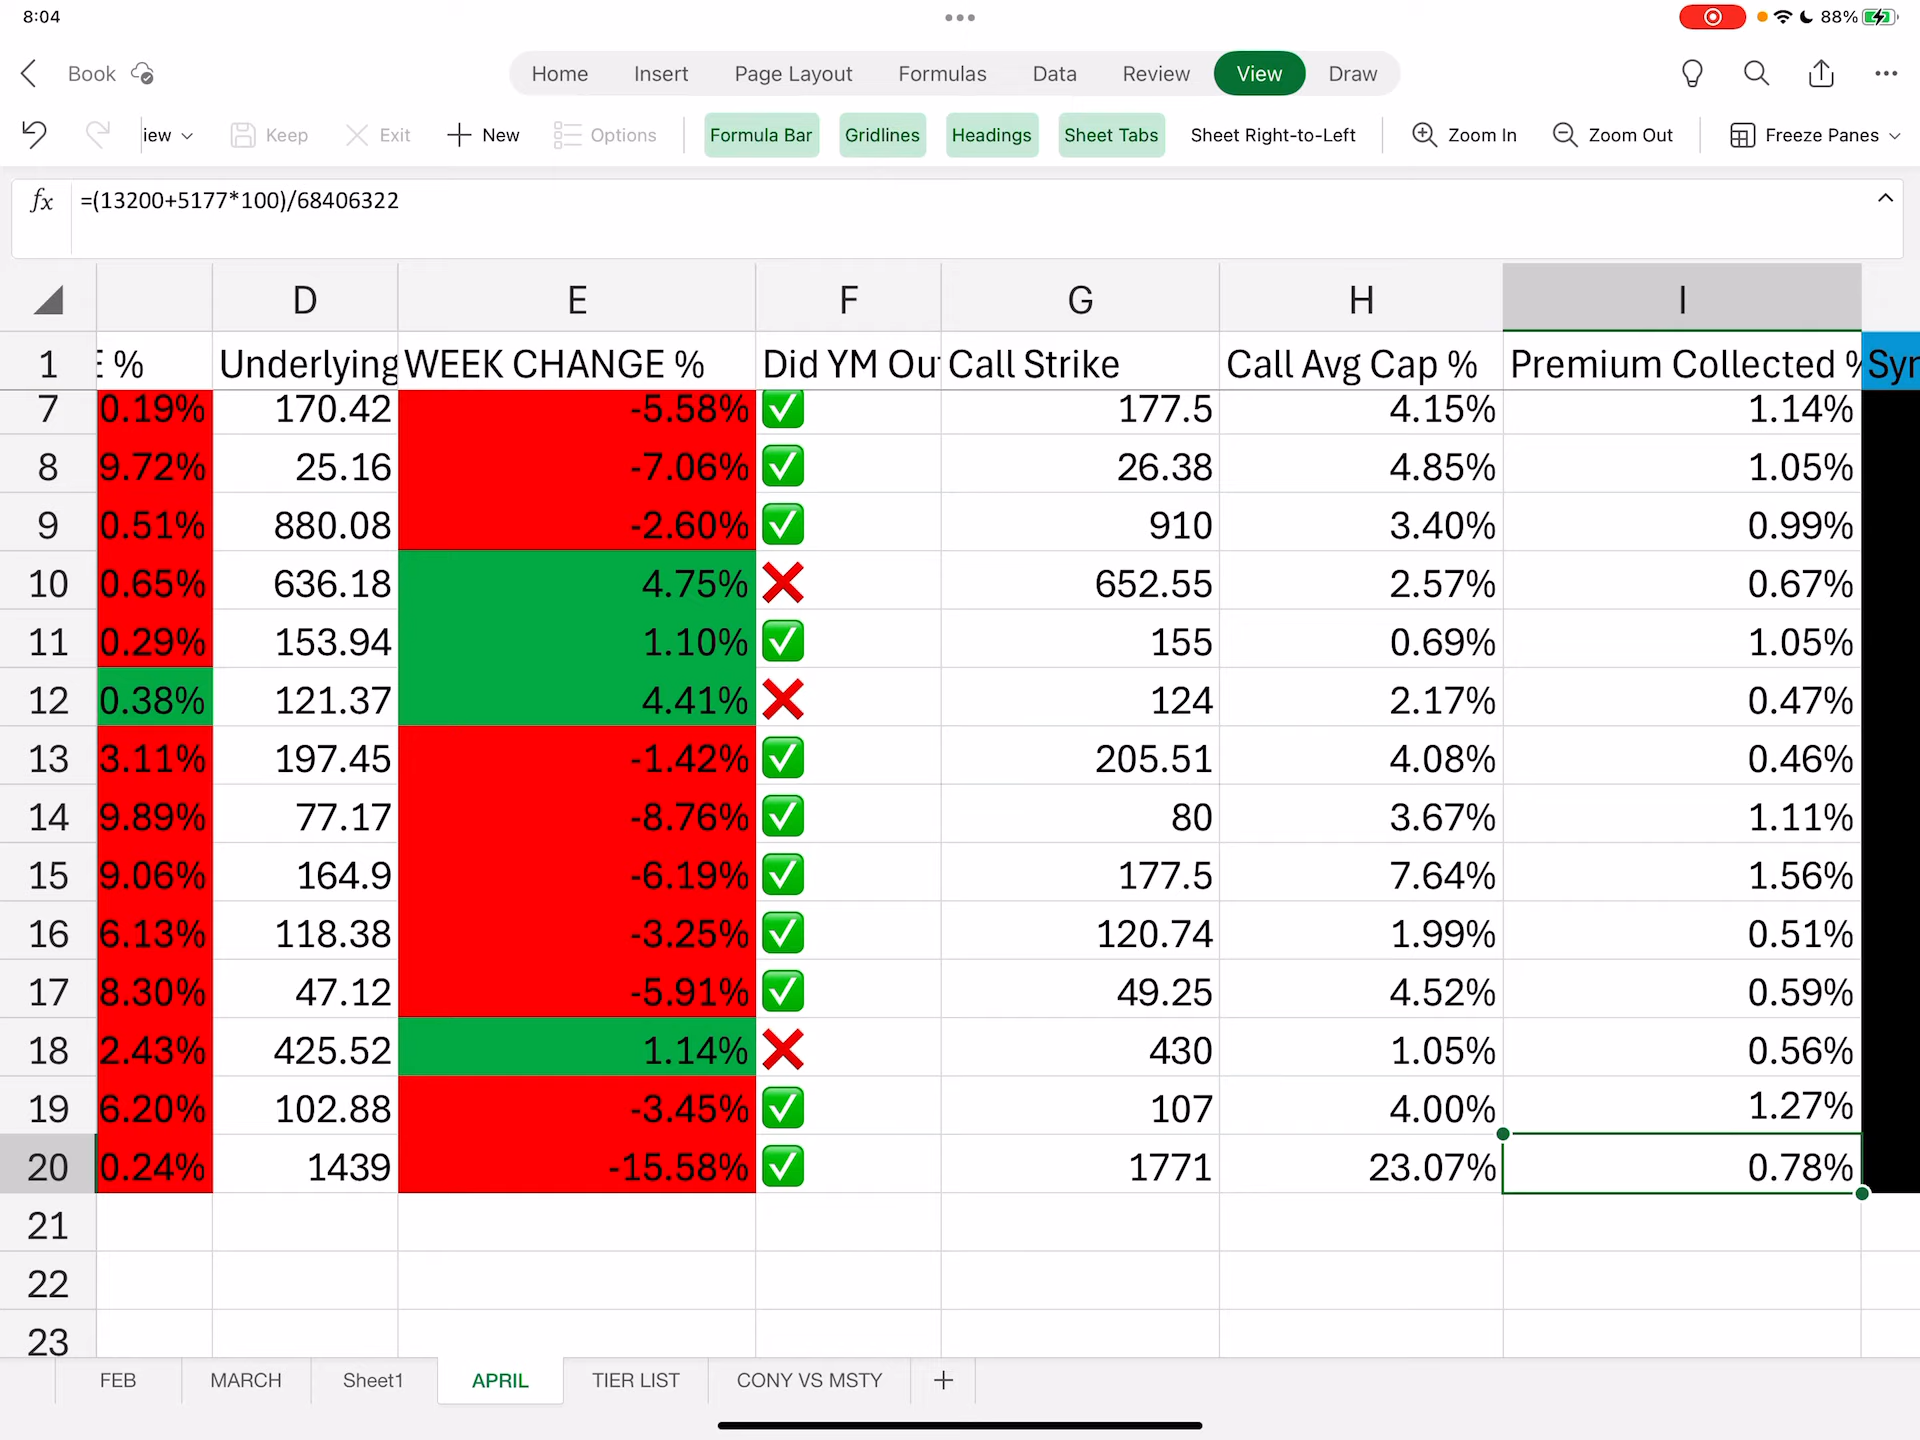 8:04
88%
Book
Home Insert Page Layout Formulas Data Review View Draw
iew Keep Exit New Options Formula Bar Gridlines Headings Sheet Tabs Sheet Right-to-Left Zoom In Zoom Out Freeze Panes
fx =(13200+5177*100)/68406322
D E F G H I
1 E % Underlying WEEK CHANGE % Did YM Ou Call Strike Call Avg Cap % Premium Collected % Syr
7 0.19% 170.42 -5.58% ✅ 177.5 4.15% 1.14%
8 9.72% 25.16 -7.06% ✅ 26.38 4.85% 1.05%
9 0.51% 880.08 -2.60% ✅ 910 3.40% 0.99%
10 0.65% 636.18 4.75% ❌ 652.55 2.57% 0.67%
11 0.29% 153.94 1.10% ✅ 155 0.69% 1.05%
12 0.38% 121.37 4.41% ❌ 124 2.17% 0.47%
13 3.11% 197.45 -1.42% ✅ 205.51 4.08% 0.46%
14 9.89% 77.17 -8.76% ✅ 80 3.67% 1.11%
15 9.06% 164.9 -6.19% ✅ 177.5 7.64% 1.56%
16 6.13% 118.38 -3.25% ✅ 120.74 1.99% 0.51%
17 8.30% 47.12 -5.91% ✅ 49.25 4.52% 0.59%
18 2.43% 425.52 1.14% ❌ 430 1.05% 0.56%
19 6.20% 102.88 -3.45% ✅ 107 4.00% 1.27%
20 0.24% 1439 -15.58% ✅ 1771 23.07% 0.78%
21
22
23
FEB MARCH Sheet1 APRIL TIER LIST CONY VS MSTY